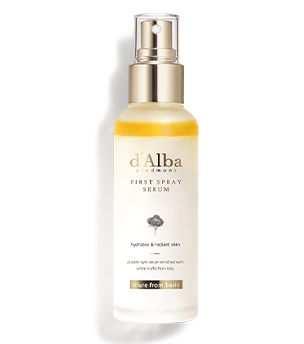 d'Alba
piedmont
FIRST SPRAY
SERUM
hydrates & radiant skin
double layer serum enriched with
white truffle from Italy
pure from basic